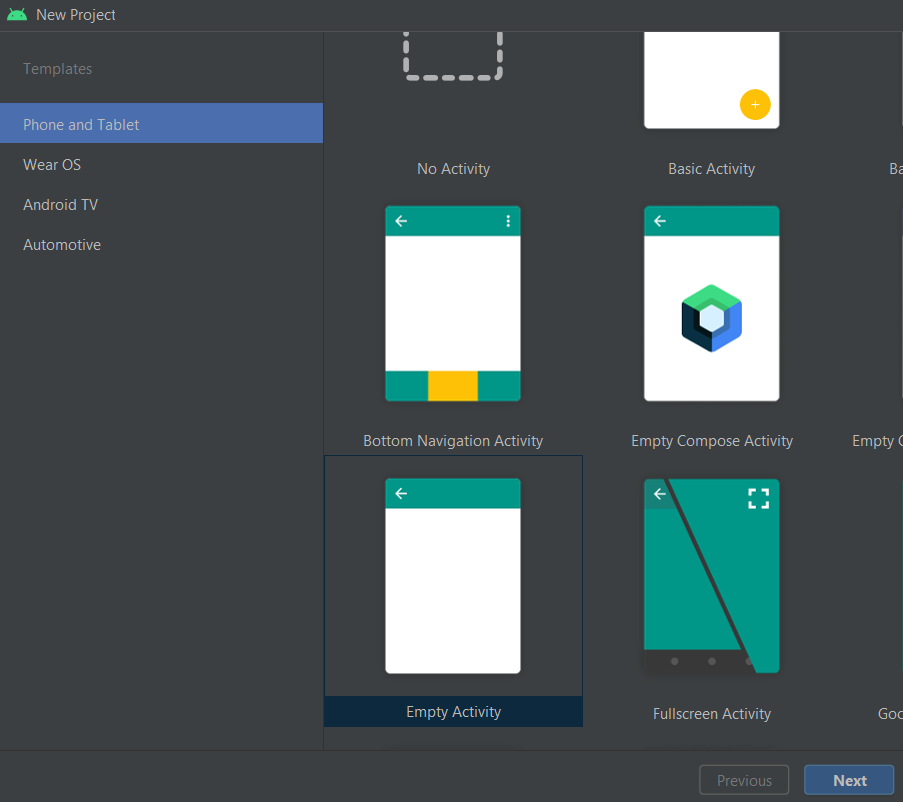 New Project
Templates
Phone and Tablet
Wear OS
Android TV
Automotive
No Activity
Basic Activity
Ba
Bottom Navigation Activity
Empty Compose Activity
Empty
Empty Activity
Fullscreen Activity
Goo
Previous
Next